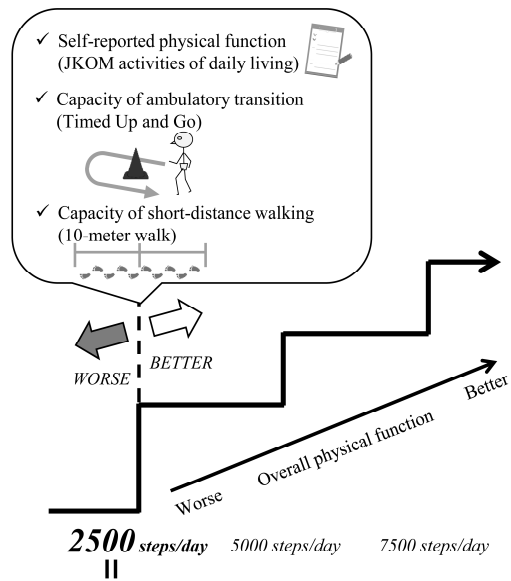 ✓ Self-reported physical function
(JKOM activities of daily living)
✓ Capacity of ambulatory transition
(Timed Up and Go)
✓ Capacity of short-distance walking
(10-meter walk)
WORSE
BETTER
Better
Overall physical function
Worse
2500 steps/day
5000 steps/day
7500 steps/day